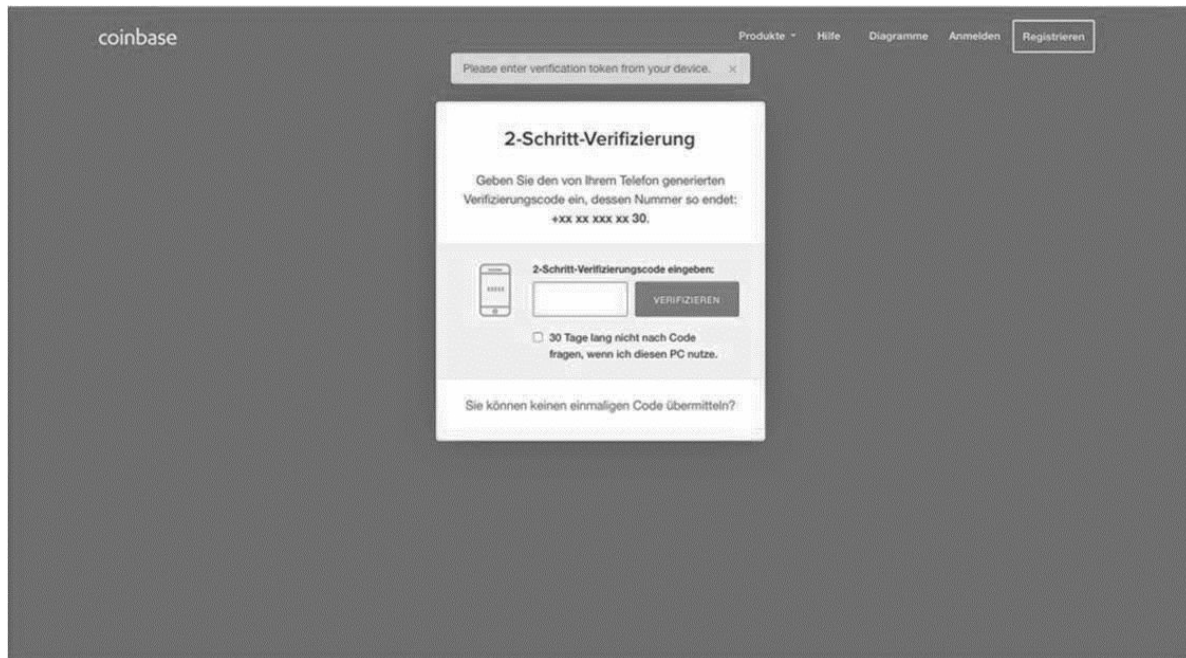 coinbase
Produkte Hilfe Diagramme Anmelden Registrieren
Please enter verification token from your device. ×
2-Schritt-Verifizierung
Geben Sie den von Ihrem Telefon generierten
Verifizierungscode ein, dessen Nummer so endet:
+xx xx xxx xx 30.
2-Schritt-Verifizierungscode eingeben:
VERIFIZIEREN
30 Tage lang nicht nach Code
fragen, wenn ich diesen PC nutze.
Sie können keinen einmaligen Code übermitteln?